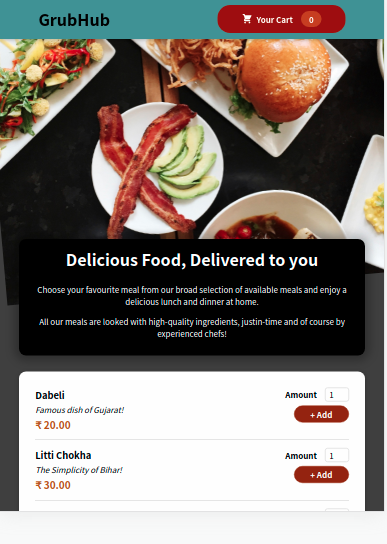 GrubHub
Your Cart 0
Delicious Food, Delivered to you
Choose your favourite meal from our broad selection of available meals and enjoy a
delicious lunch and dinner at home.
All our meals are looked with high-quality ingredients, justin-time and of course by
experienced chefs!
Dabeli
Amount 1
Famous dish of Gujarat!
+ Add
₹ 20.00
Litti Chokha
Amount 1
The Simplicity of Bihar!
+ Add
₹ 30.00